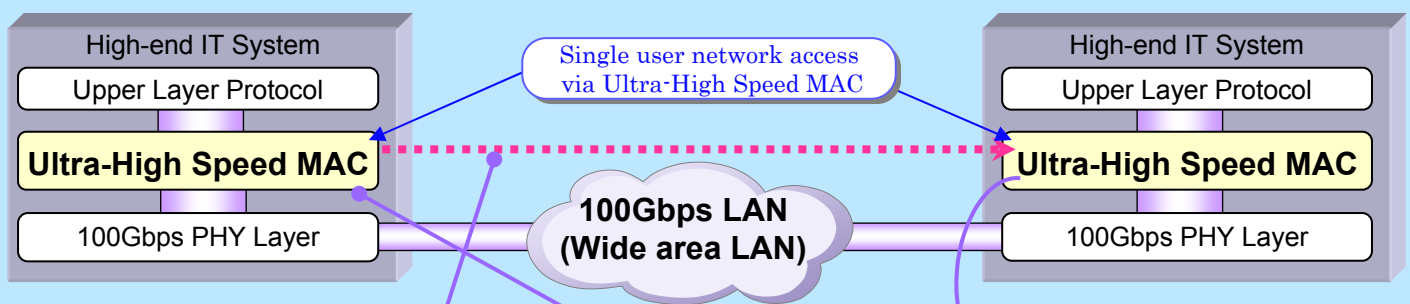 High-end IT System
Upper Layer Protocol
Ultra-High Speed MAC
100Gbps PHY Layer
Single user network access
via Ultra-High Speed MAC
100Gbps LAN
(Wide area LAN)
High-end IT System
Upper Layer Protocol
Ultra-High Speed MAC
100Gbps PHY Layer